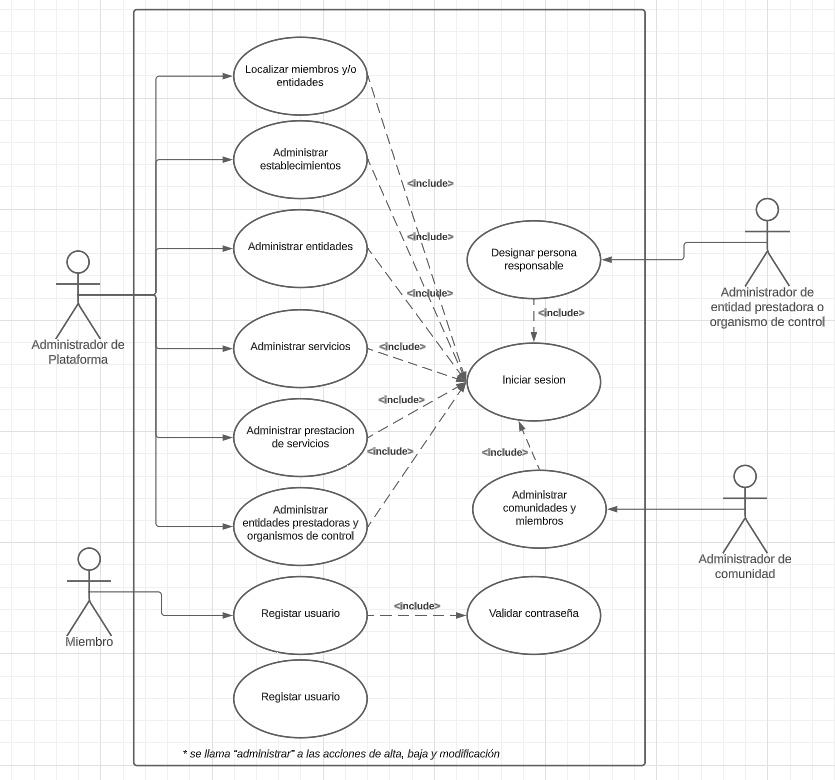 Localizar miembros y/o
entidades
Administrar
establecimientos
<include>
<include>
Administrar entidades
Designar persona
responsable
Administrador de
entidad prestadora o
organismo de control
<include>
<include>
Administrador de
Plataforma
Administrar servicios
<include>
Iniciar sesion
<include>
Administrar prestacion
de servicios
<include>
<include>
Administrar
entidades prestadoras y
organismos de control
Administrar
comunidades y
miembros
Administrador de
comunidad
Miembro
Registar usuario
<include>
Validar contraseña
Registar usuario
* se llama "administrar" a las acciones de alta, baja y modificación